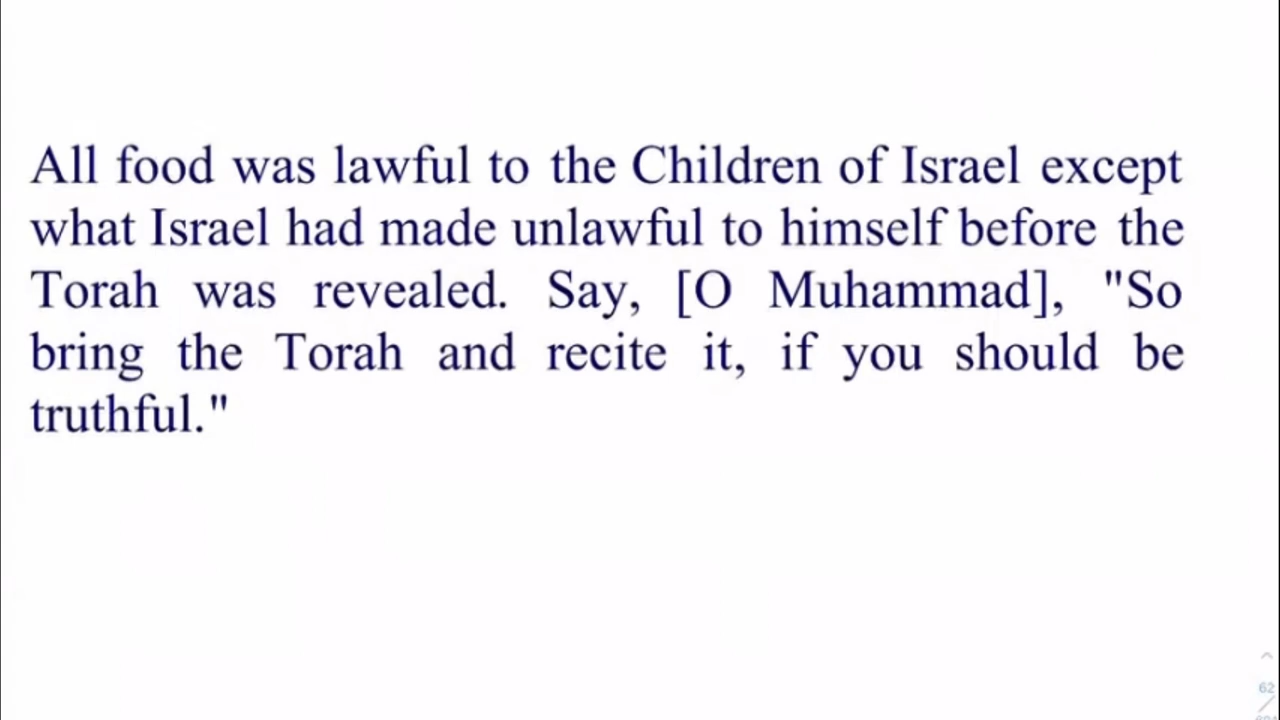 All food was lawful to the Children of Israel except
what Israel had made unlawful to himself before the
Torah was revealed. Say, [O Muhammad], "So
bring the Torah and recite it, if you should be
truthful."
62